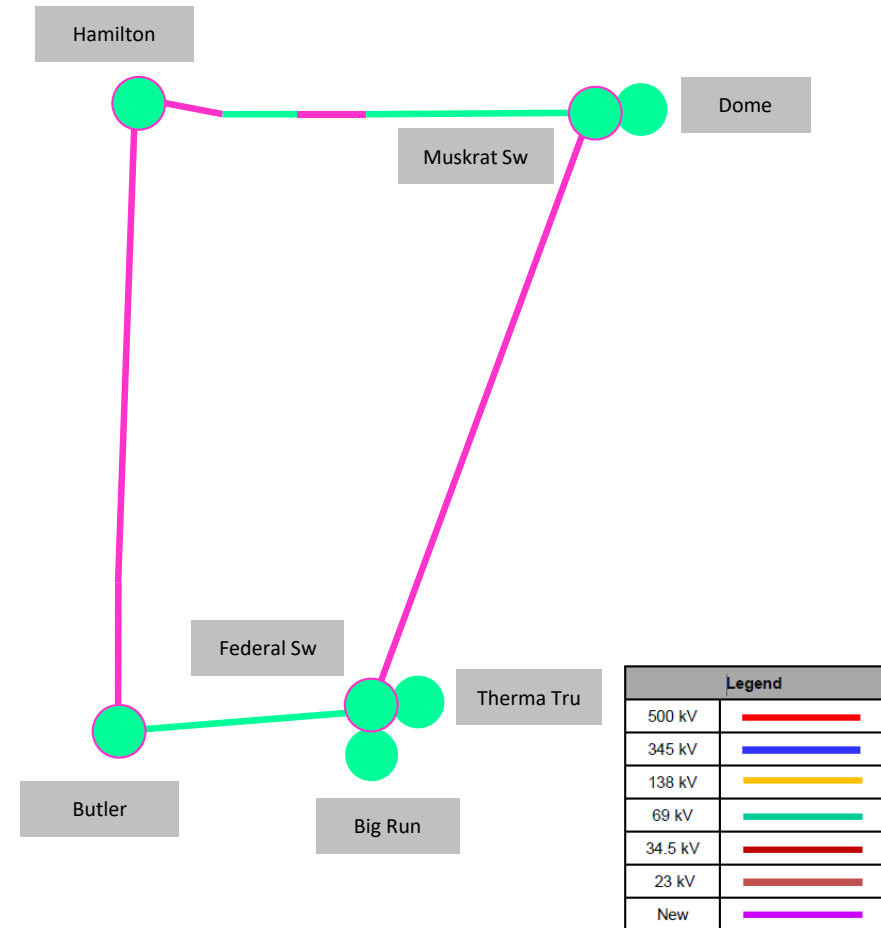 Hamilton
Dome
Muskrat Sw
Federal Sw
Therma Tru
Butler
Big Run
Legend
500 kV
345 kV
138 kV
69 kV
34.5 kV
23 kV
New